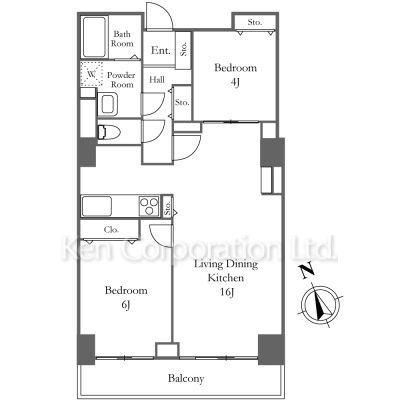 Sto.
Bath
Room
Ent.
Sto.
Bedroom
4J
W
Powder
Room
Hall
Sto.
Sto.
Clo.
Ken Corporation Ltd.
Living Dining
Kitchen
16J
Bedroom
6J
N
Balcony